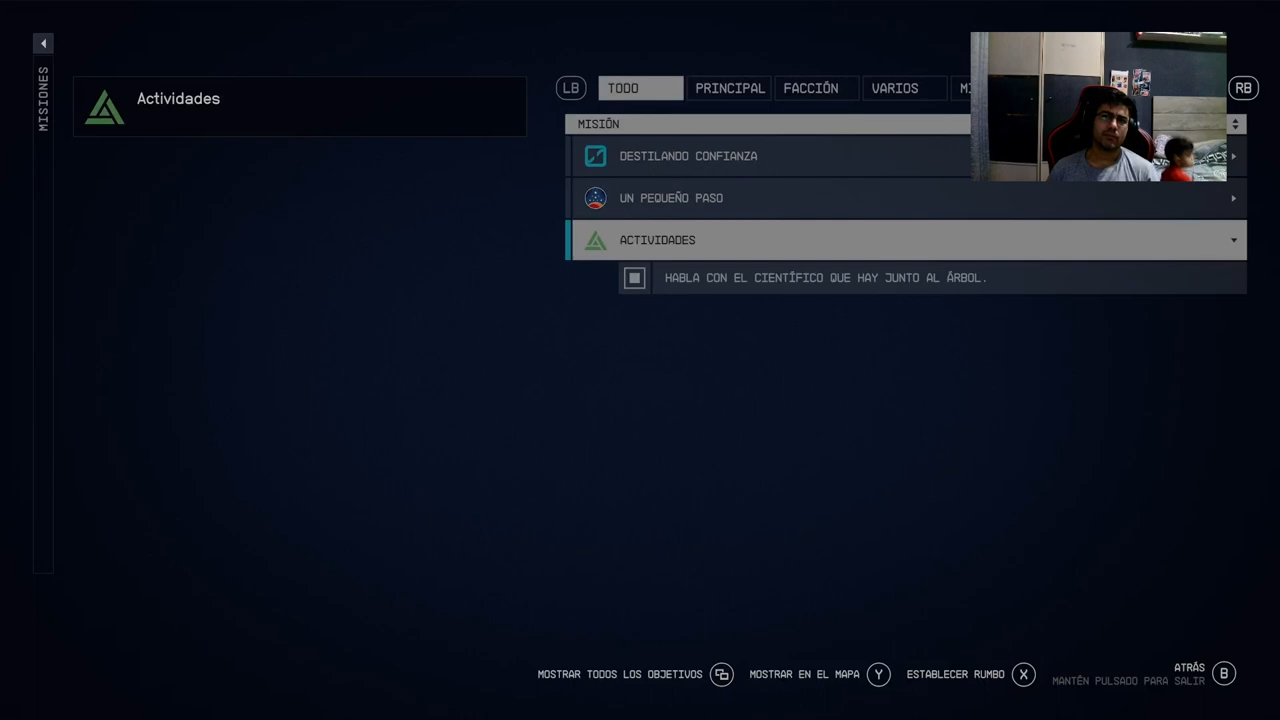 MISIONES
Actividades
LB
TODO
PRINCIPAL
FACCIÓN
VARIOS
RB
MISIÓN
DESTILANDO CONFIANZA
UN PEQUEÑO PASO
ACTIVIDADES
HABLA CON EL CIENTÍFICO QUE HAY JUNTO AL ÁRBOL.
MOSTRAR TODOS LOS OBJETIVOS
MOSTRAR EN EL MAPA Y
ESTABLECER RUMBO X
ATRÁS B
MANTÉN PULSADO PARA SALIR